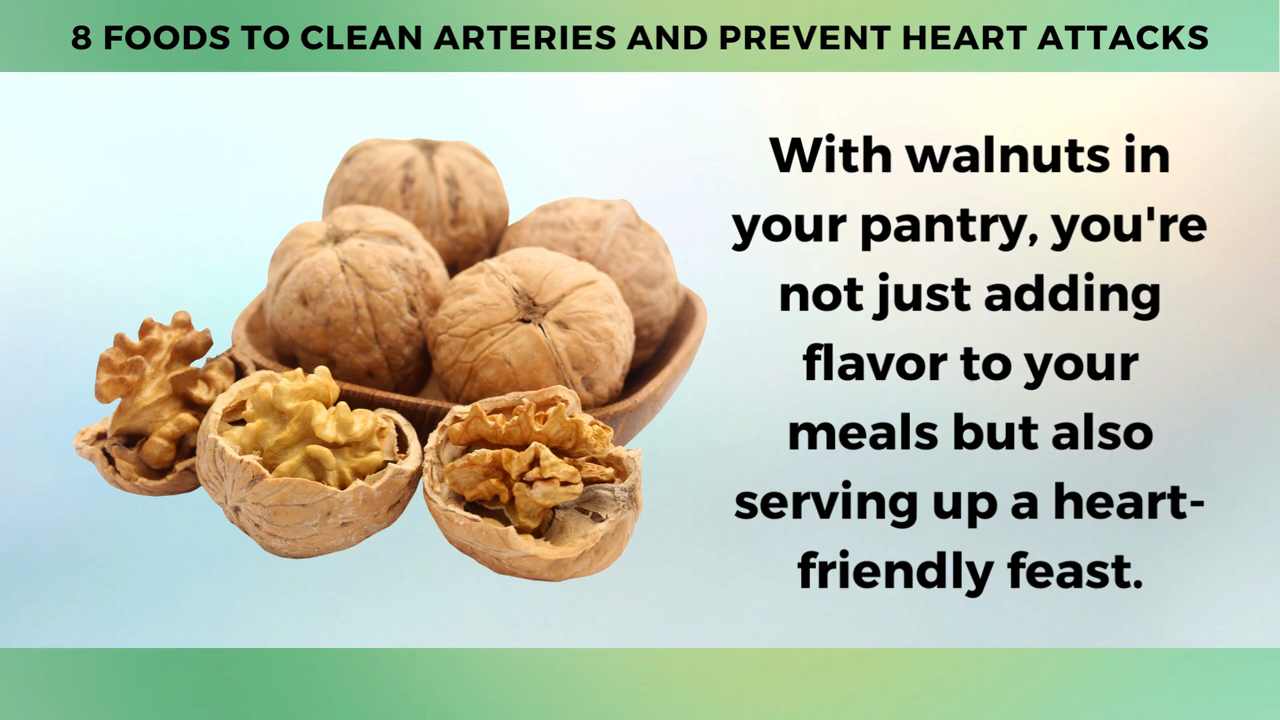 8 FOODS TO CLEAN ARTERIES AND PREVENT HEART ATTACKS
With walnuts in
your pantry, you're
not just adding
flavor to your
meals but also
serving up a heart-
friendly feast.